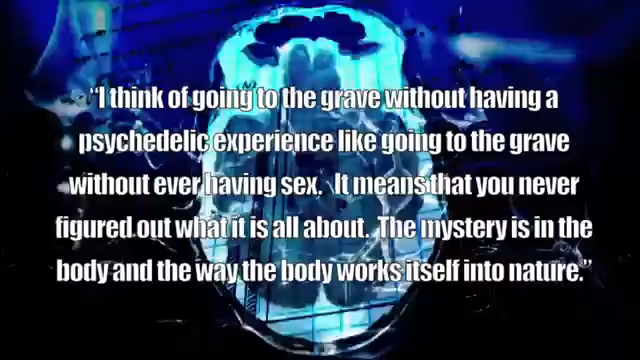 “I think of going to the grave without having a
psychedelic experience like going to the grave
without ever having sex.  It means that you never
figured out what it is all about.  The mystery is in the
body and the way the body works itself into nature.”